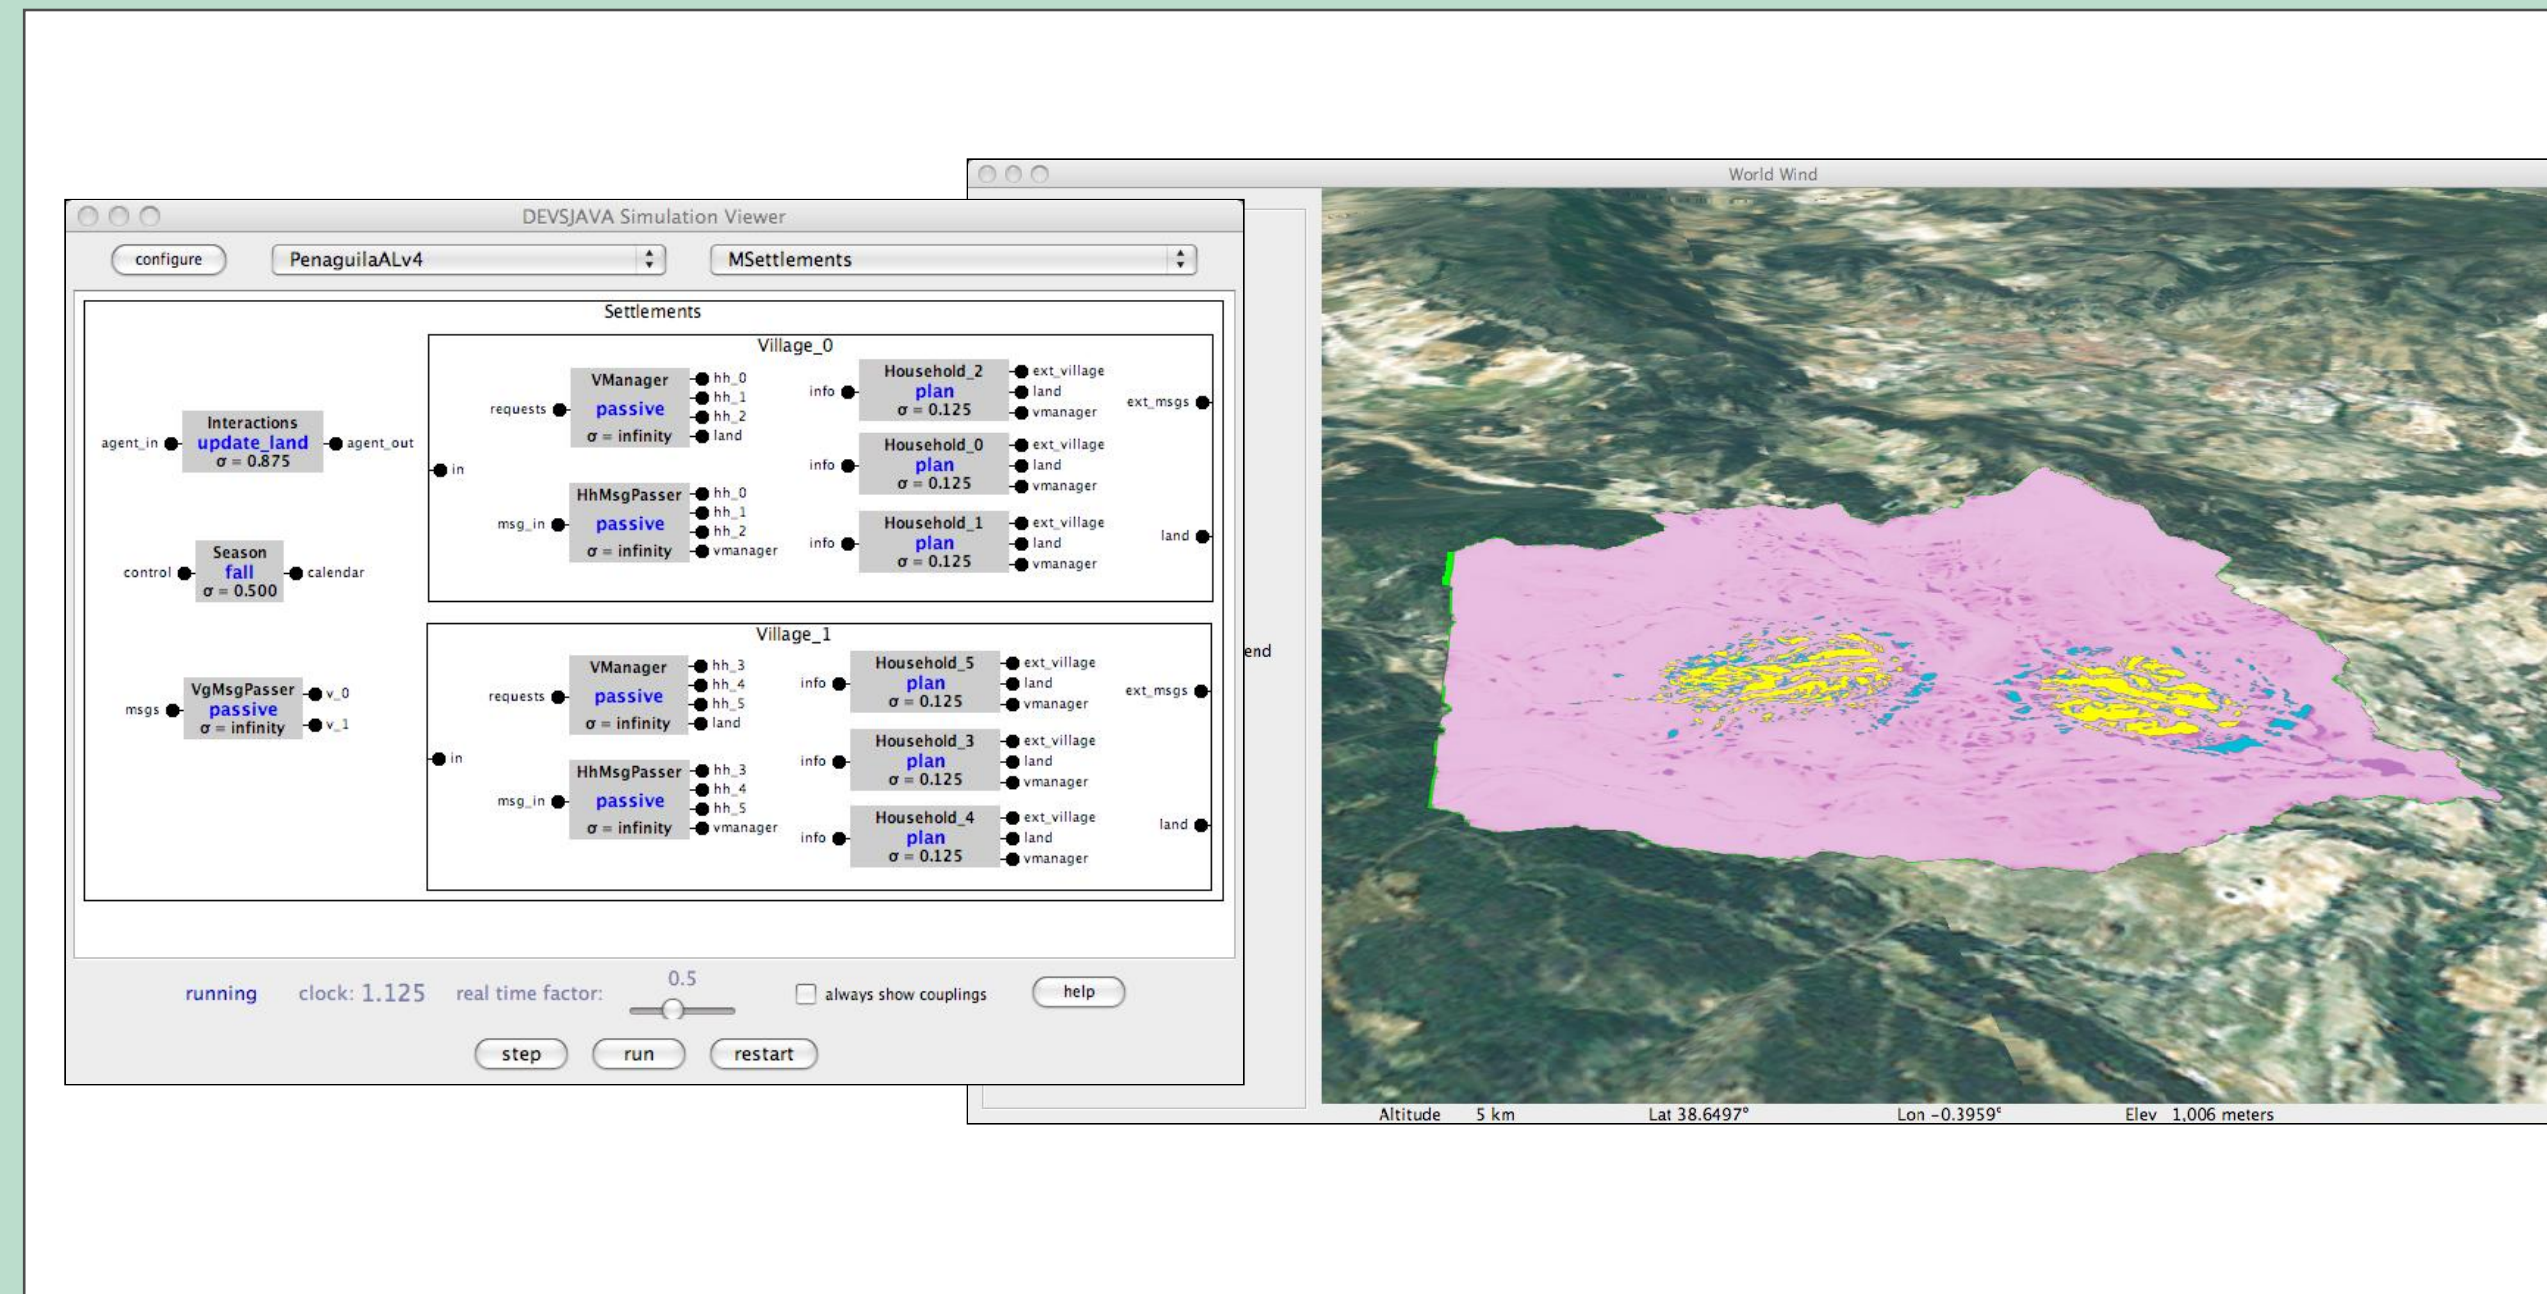 World Wind
DEVSJAVA Simulation Viewer
configure
PenaguilaALv4
MSettlements
Settlements
agent_in
Interactions
update_land
σ = 0.875
agent_out
control
Season
fall
σ = 0.500
calendar
msgs
VgMsgPasser
passive
σ = infinity
v_0
v_1
Village_0
in
requests
VManager
passive
σ = infinity
hh_0
hh_1
hh_2
land
msg_in
HhMsgPasser
passive
σ = infinity
hh_0
hh_1
hh_2
vmanager
info
Household_2
plan
σ = 0.125
ext_village
land
vmanager
info
Household_0
plan
σ = 0.125
ext_village
land
vmanager
info
Household_1
plan
σ = 0.125
ext_village
land
vmanager
ext_msgs
land
Village_1
in
requests
VManager
passive
σ = infinity
hh_3
hh_4
hh_5
land
msg_in
HhMsgPasser
passive
σ = infinity
hh_3
hh_4
hh_5
vmanager
info
Household_5
plan
σ = 0.125
ext_village
land
vmanager
info
Household_3
plan
σ = 0.125
ext_village
land
vmanager
info
Household_4
plan
σ = 0.125
ext_village
land
vmanager
ext_msgs
land
end
running clock: 1.125 real time factor: 0.5 always show couplings help
step run restart
Altitude 5 km Lat 38.6497° Lon -0.3959° Elev 1,006 meters